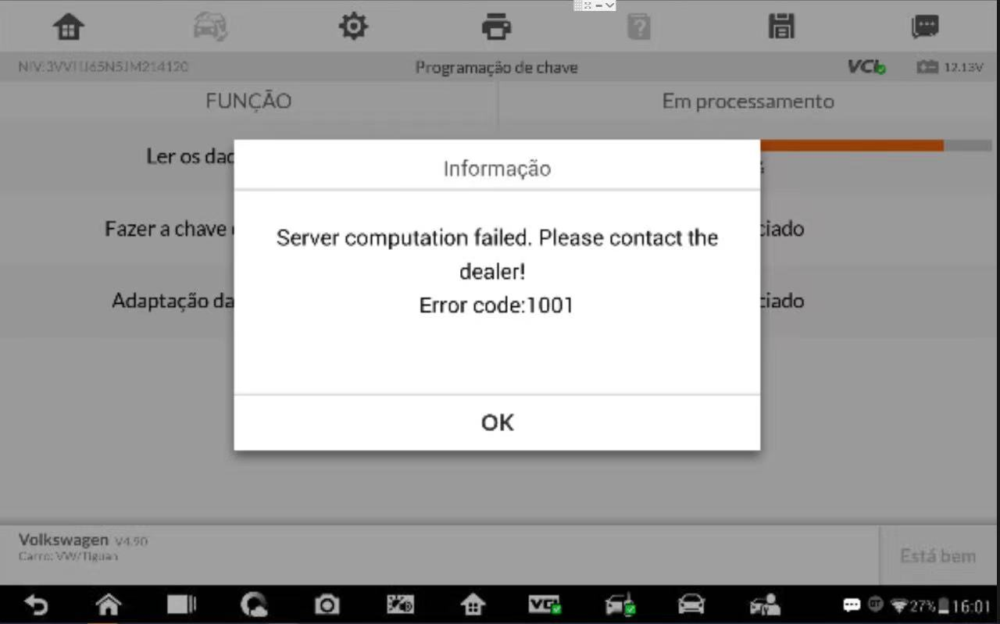 Programação de chave
VCI
12.13V
FUNÇÃO
Em processamento
Ler os dac
Informação
Fazer a chave
ciado
Server computation failed. Please contact the
dealer!
Error code:1001
Adaptação da
ciado
OK
Volkswagen V4.90
Carro: VW/Tiguan
Está bem
VCI
27%
16:01